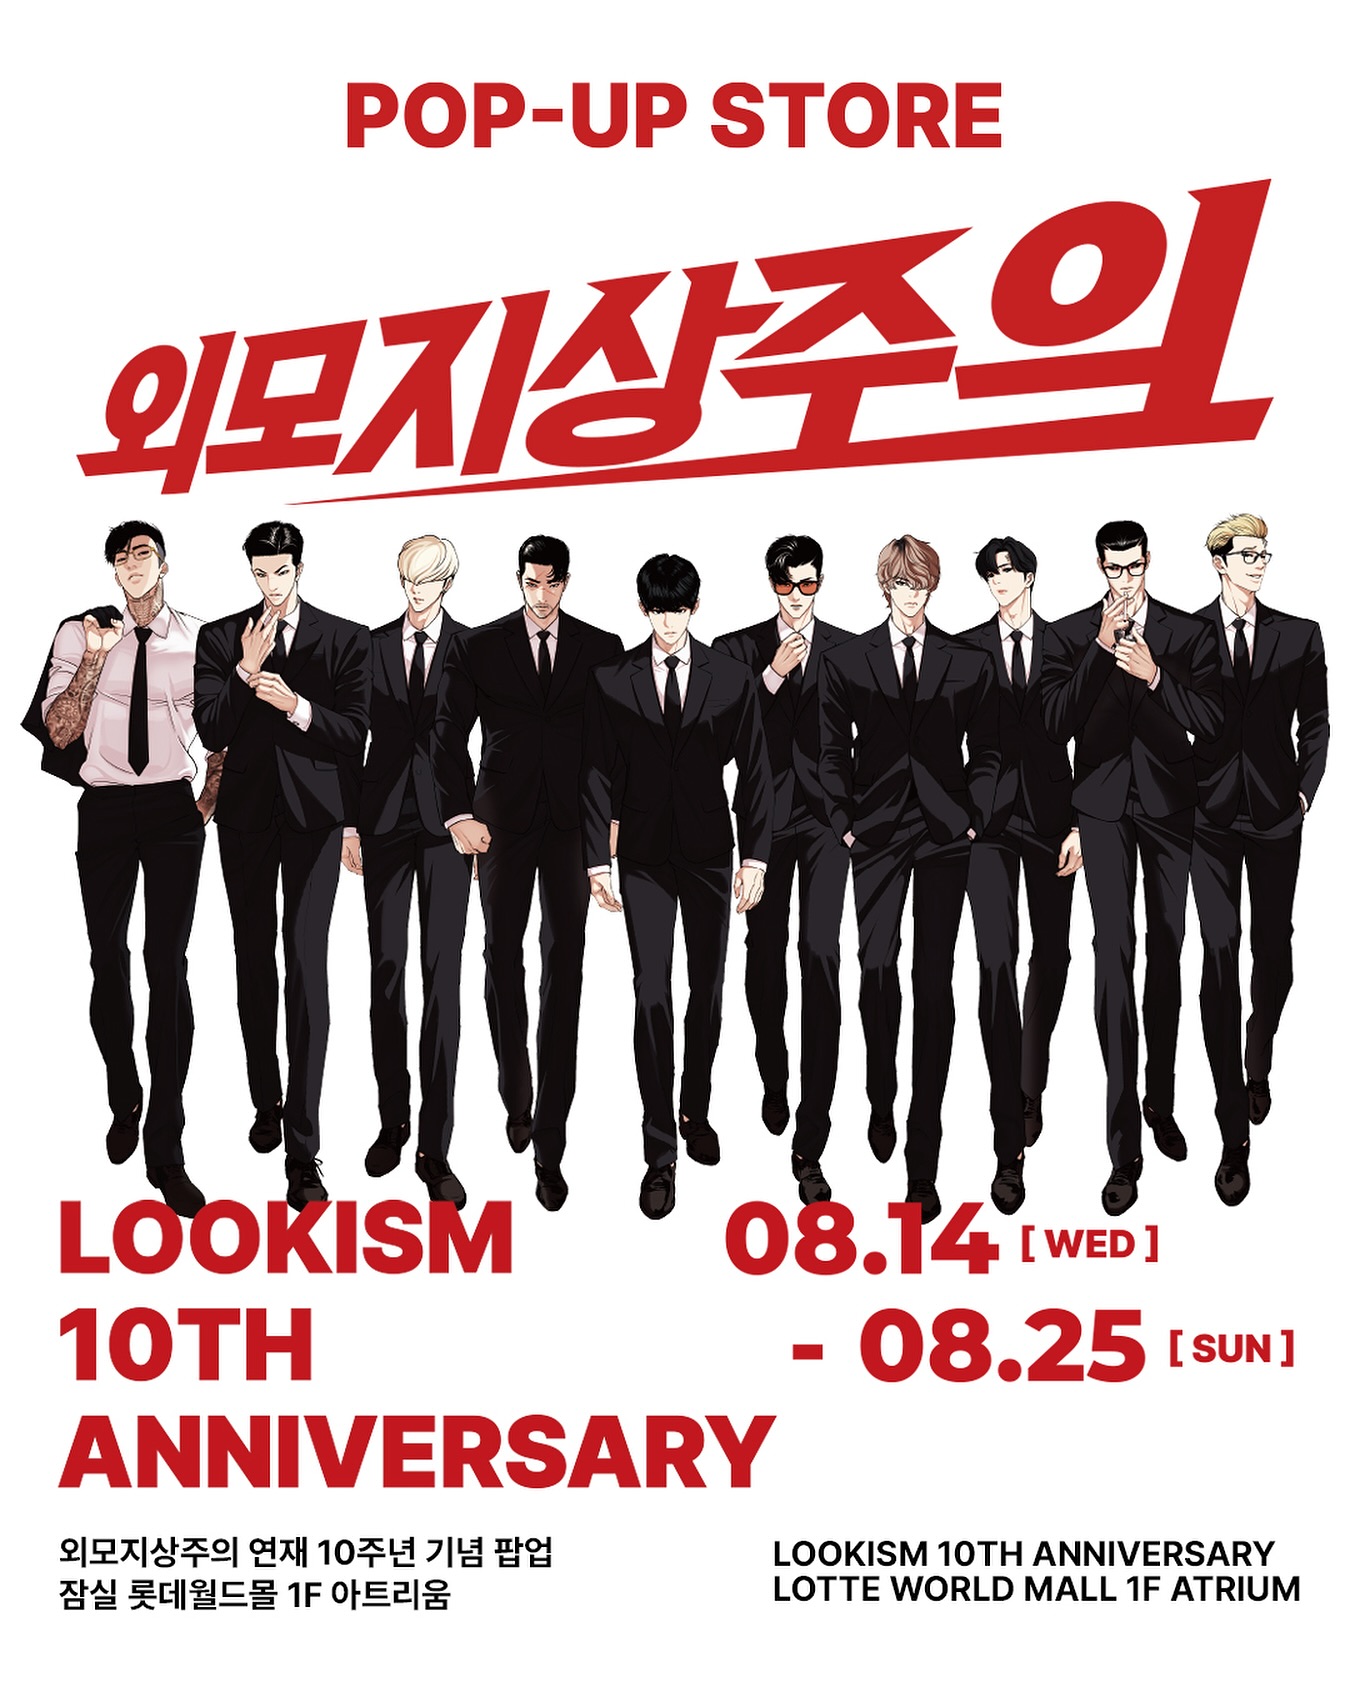 POP-UP STORE
외모지상주의
LOOKISM
10TH
ANNIVERSARY
08.14 [ WED ]
- 08.25 [ SUN ]
외모지상주의 연재 10주년 기념 팝업
잠실 롯데월드몰 1F 아트리움
LOOKISM 10TH ANNIVERSARY
LOTTE WORLD MALL 1F ATRIUM